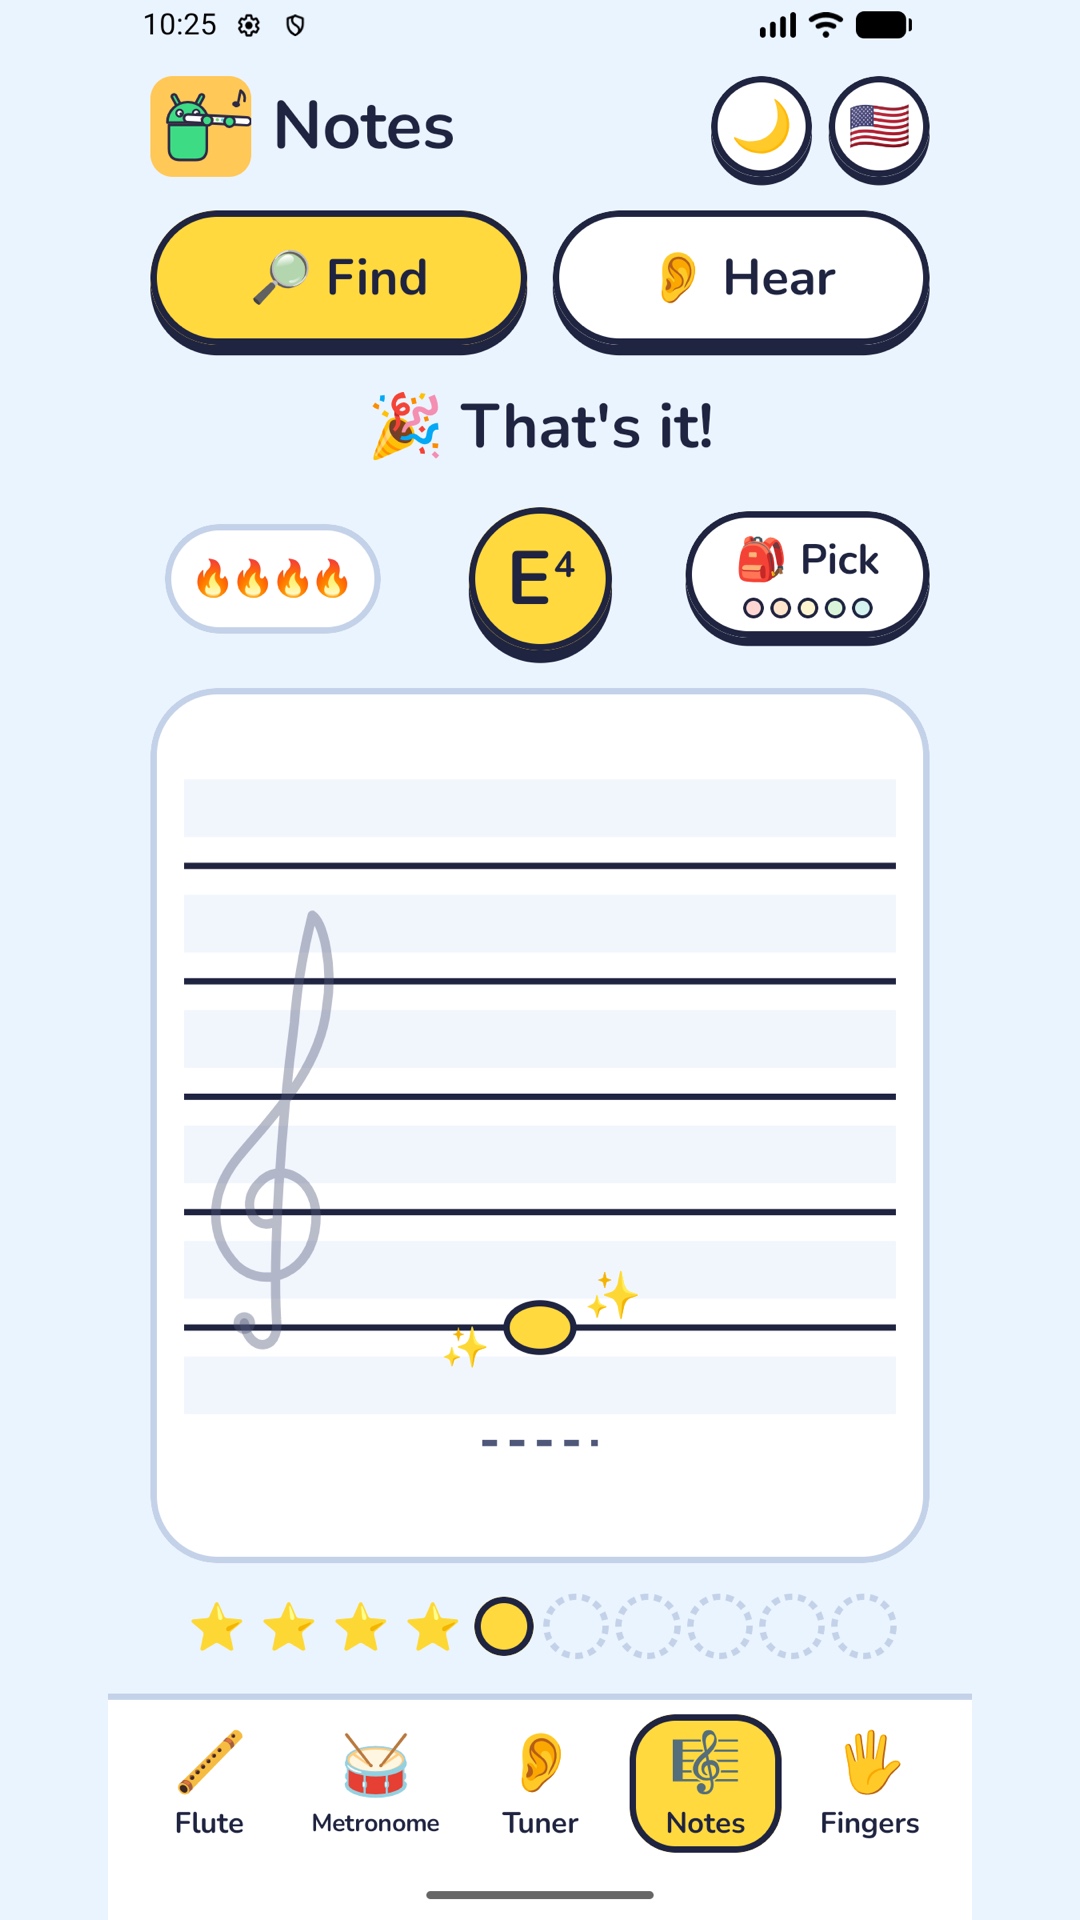 10:25
Notes
Find
Hear
That's it!
E4
Pick
Flute
Metronome
Tuner
Notes
Fingers